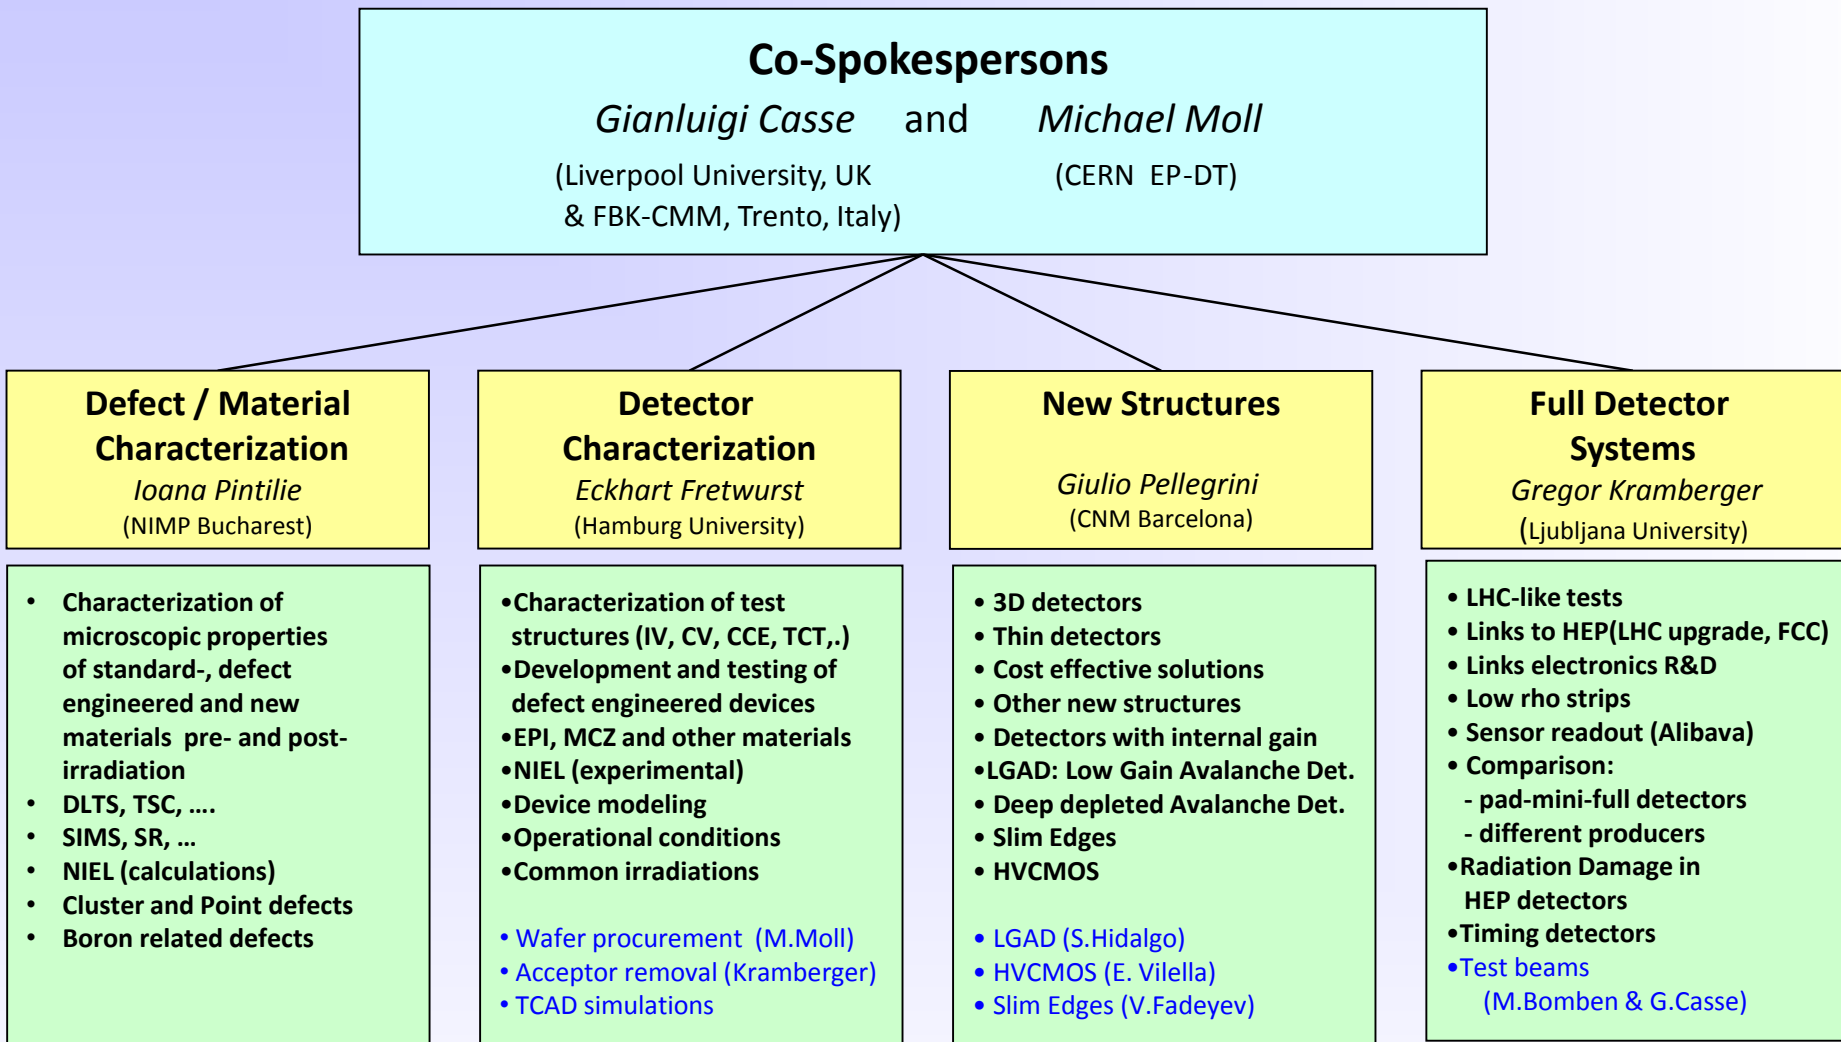 Co-Spokespersons
Gianluigi Casse and Michael Moll
(Liverpool University, UK (CERN EP-DT)
& FBK-CMM, Trento, Italy)
Defect / Material
Characterization
Ioana Pintilie
(NIMP Bucharest)
• Characterization of
microscopic properties
of standard-, defect
engineered and new
materials pre- and post-
irradiation
• DLTS, TSC, ....
• SIMS, SR, ...
• NIEL (calculations)
• Cluster and Point defects
• Boron related defects
Detector
Characterization
Eckhart Fretwurst
(Hamburg University)
•Characterization of test
structures (IV, CV, CCE, TCT,.)
•Development and testing of
defect engineered devices
•EPI, MCZ and other materials
•NIEL (experimental)
•Device modeling
•Operational conditions
•Common irradiations
• Wafer procurement (M.Moll)
• Acceptor removal (Kramberger)
• TCAD simulations
New Structures
Giulio Pellegrini
(CNM Barcelona)
• 3D detectors
• Thin detectors
• Cost effective solutions
• Other new structures
• Detectors with internal gain
•LGAD: Low Gain Avalanche Det.
• Deep depleted Avalanche Det.
• Slim Edges
• HVCMOS
• LGAD (S.Hidalgo)
• HVCMOS (E. Vilella)
• Slim Edges (V.Fadeyev)
Full Detector
Systems
Gregor Kramberger
(Ljubljana University)
• LHC-like tests
• Links to HEP(LHC upgrade, FCC)
• Links electronics R&D
• Low rho strips
• Sensor readout (Alibava)
• Comparison:
- pad-mini-full detectors
- different producers
•Radiation Damage in
HEP detectors
•Timing detectors
•Test beams
(M.Bomben & G.Casse)